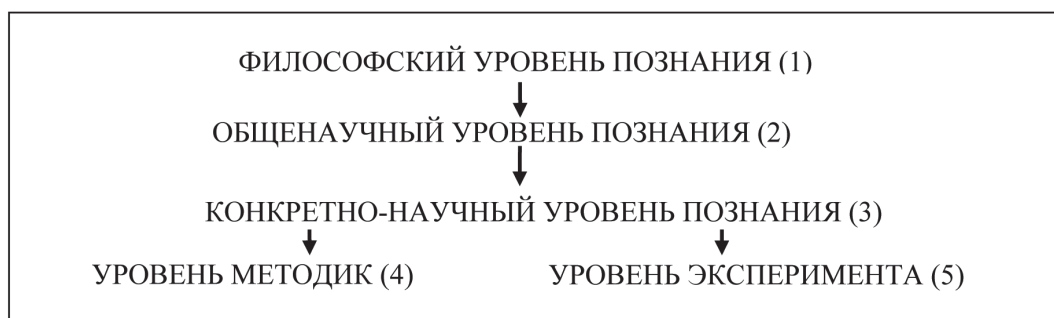 ФИЛОСОФСКИЙ УРОВЕНЬ ПОЗНАНИЯ (1)
ОБЩЕНАУЧНЫЙ УРОВЕНЬ ПОЗНАНИЯ (2)
КОНКРЕТНО-НАУЧНЫЙ УРОВЕНЬ ПОЗНАНИЯ (3)
УРОВЕНЬ МЕТОДИК (4) УРОВЕНЬ ЭКСПЕРИМЕНТА (5)